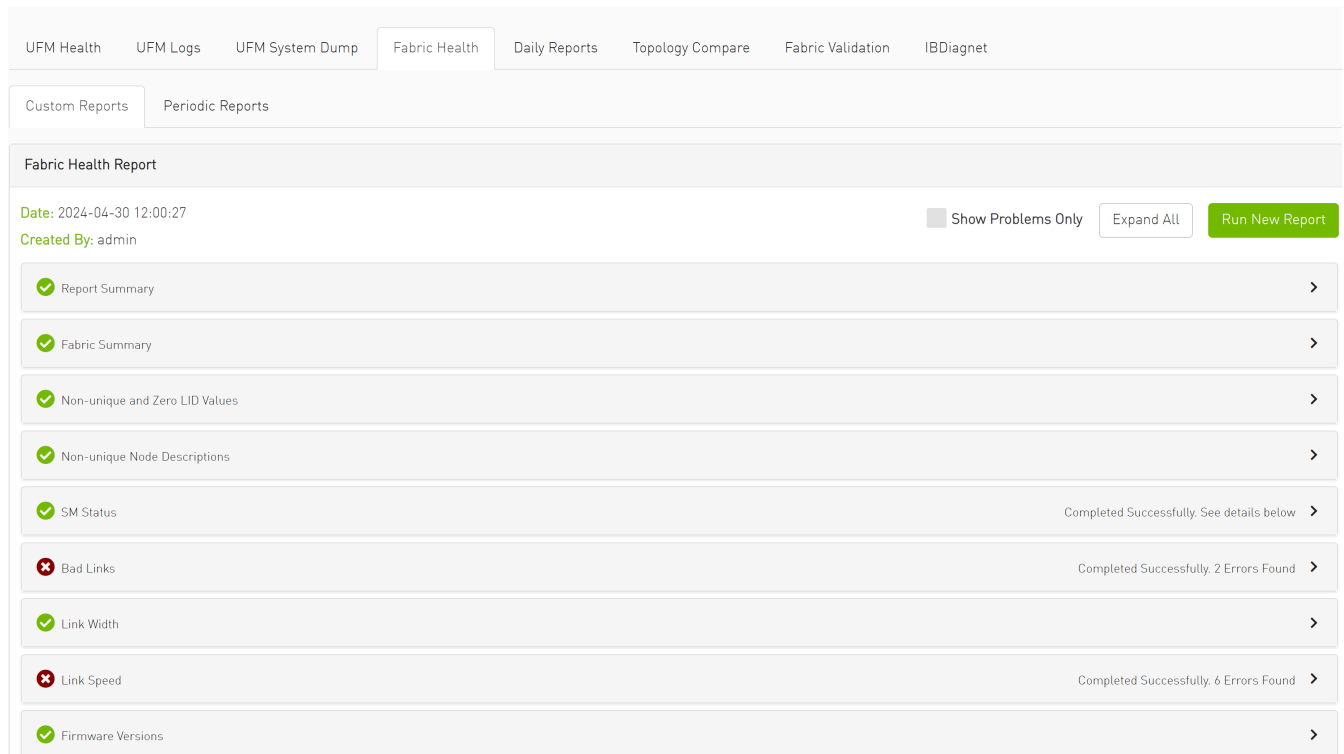 UFM Health UFM Logs UFM System Dump Fabric Health Daily Reports Topology Compare Fabric Validation IBDiagnet
Custom Reports Periodic Reports
Fabric Health Report
Date: 2024-04-30 12:00:27
Show Problems Only Expand All Run New Report
Created By: admin
Report Summary
Fabric Summary
Non-unique and Zero LID Values
Non-unique Node Descriptions
SM Status Completed Successfully. See details below
Bad Links Completed Successfully. 2 Errors Found
Link Width
Link Speed Completed Successfully. 6 Errors Found
Firmware Versions